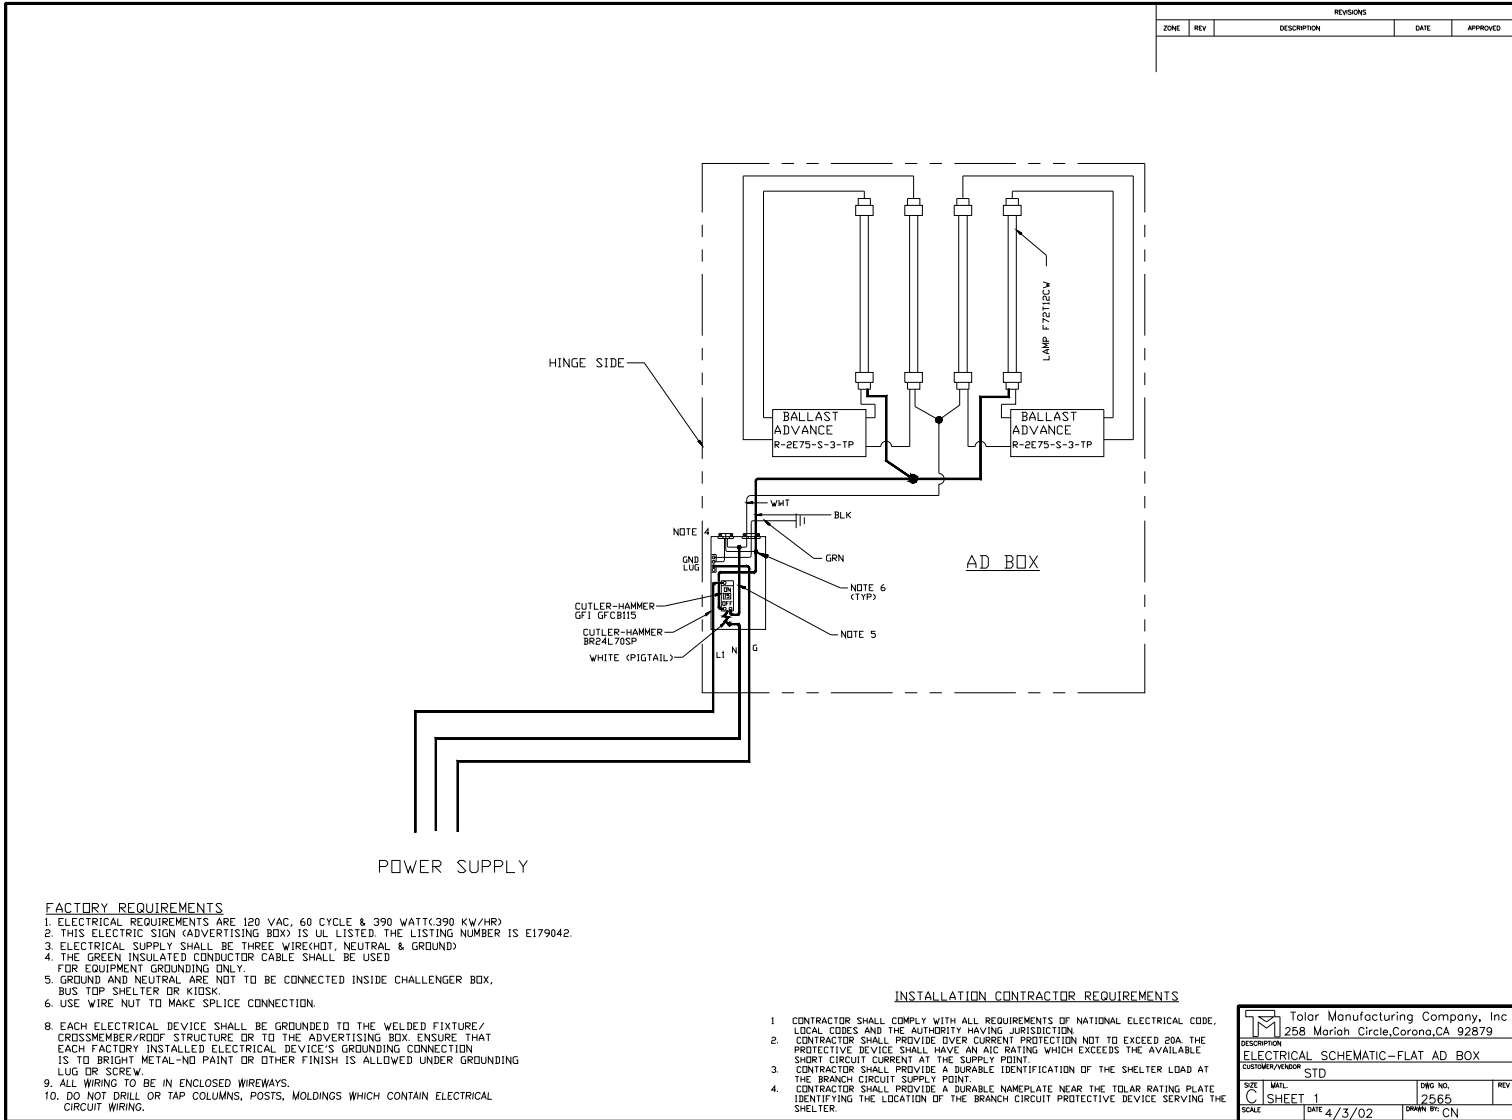 REVISIONS
ZONE REV DESCRIPTION DATE APPROVED
LAMP F72T12CW
HINGE SIDE
BALLAST
ADVANCE
R-2E75-S-3-TP
BALLAST
ADVANCE
R-2E75-S-3-TP
WHT
BLK
NOTE 4
GRN
GND
LUG
AD BOX
NOTE 6
(TYP)
CUTLER-HAMMER
GFI GFCB115
CUTLER-HAMMER
BR24L70SP
NOTE 5
WHITE (PIGTAIL)
L1 N G
POWER SUPPLY
FACTORY REQUIREMENTS
1. ELECTRICAL REQUIREMENTS ARE 120 VAC, 60 CYCLE & 390 WATT(.390 KW/HR)
2. THIS ELECTRIC SIGN (ADVERTISING BOX) IS UL LISTED. THE LISTING NUMBER IS E179042.
3. ELECTRICAL SUPPLY SHALL BE THREE WIRE(HOT, NEUTRAL & GROUND)
4. THE GREEN INSULATED CONDUCTOR CABLE SHALL BE USED
FOR EQUIPMENT GROUNDING ONLY.
5. GROUND AND NEUTRAL ARE NOT TO BE CONNECTED INSIDE CHALLENGER BOX,
BUS TOP SHELTER OR KIOSK.
6. USE WIRE NUT TO MAKE SPLICE CONNECTION.
8. EACH ELECTRICAL DEVICE SHALL BE GROUNDED TO THE WELDED FIXTURE/
CROSSMEMBER/ROOF STRUCTURE OR TO THE ADVERTISING BOX. ENSURE THAT
EACH FACTORY INSTALLED ELECTRICAL DEVICE'S GROUNDING CONNECTION
IS TO BRIGHT METAL-NO PAINT OR OTHER FINISH IS ALLOWED UNDER GROUNDING
LUG OR SCREW.
9. ALL WIRING TO BE IN ENCLOSED WIREWAYS.
10. DO NOT DRILL OR TAP COLUMNS, POSTS, MOLDINGS WHICH CONTAIN ELECTRICAL
CIRCUIT WIRING.
INSTALLATION CONTRACTOR REQUIREMENTS
1 CONTRACTOR SHALL COMPLY WITH ALL REQUIREMENTS OF NATIONAL ELECTRICAL CODE,
LOCAL CODES AND THE AUTHORITY HAVING JURISDICTION.
2. CONTRACTOR SHALL PROVIDE OVER CURRENT PROTECTION NOT TO EXCEED 20A. THE
PROTECTIVE DEVICE SHALL HAVE AN AIC RATING WHICH EXCEEDS THE AVAILABLE
SHORT CIRCUIT CURRENT AT THE SUPPLY POINT.
3. CONTRACTOR SHALL PROVIDE A DURABLE IDENTIFICATION OF THE SHELTER LOAD AT
THE BRANCH CIRCUIT SUPPLY POINT.
4. CONTRACTOR SHALL PROVIDE A DURABLE NAMEPLATE NEAR THE TOLAR RATING PLATE
IDENTIFYING THE LOCATION OF THE BRANCH CIRCUIT PROTECTIVE DEVICE SERVING THE
SHELTER.
TM
Tolar Manufacturing Company, Inc
258 Mariah Circle,Corona,CA 92879
DESCRIPTION
ELECTRICAL SCHEMATIC-FLAT AD BOX
CUSTOMER/VENDOR STD
SIZE MATL. DWG NO. REV
C SHEET 1 2565
SCALE DATE 4/3/02 DRAWN BY: CN